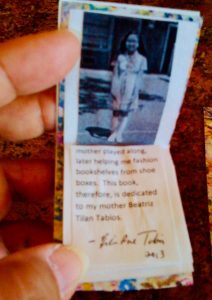 mother played along,
later helping me fashion
bookshelves from shoe
boxes. This book,
therefore, is dedicated
to my mother Beatriz
Tilan Tabios.
2013